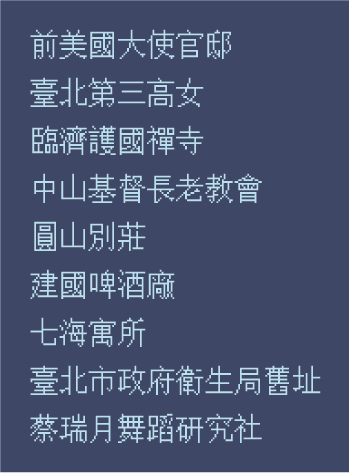 前美國大使官邸
臺北第三高女
臨濟護國禪寺
中山基督長老教會
圓山別莊
建國啤酒廠
七海寓所
臺北市政府衛生局舊址
蔡瑞月舞蹈研究社